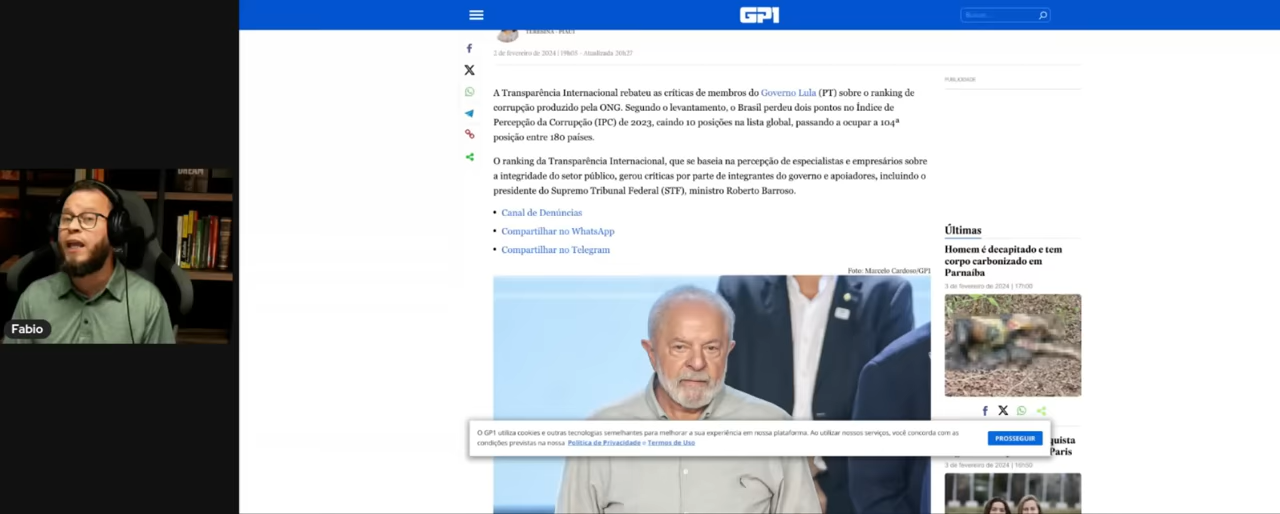 GP1
Buscar...
TERESINA - PIAUÍ
2 de fevereiro de 2024 | 19h05 - Atualizada 20h37
PUBLICIDADE
A Transparência Internacional rebateu as críticas de membros do Governo Lula (PT) sobre o ranking de
corrupção produzido pela ONG. Segundo o levantamento, o Brasil perdeu dois pontos no Índice de
Percepção da Corrupção (IPC) de 2023, caindo 10 posições na lista global, passando a ocupar a 104ª
posição entre 180 países.
O ranking da Transparência Internacional, que se baseia na percepção de especialistas e empresários sobre
a integridade do setor público, gerou críticas por parte de integrantes do governo e apoiadores, incluindo o
presidente do Supremo Tribunal Federal (STF), ministro Roberto Barroso.
• Canal de Denúncias
• Compartilhar no WhatsApp
• Compartilhar no Telegram
Foto: Marcelo Cardoso/GP1
Últimas
Homem é decapitado e tem
corpo carbonizado em
Parnaíba
3 de fevereiro de 2024 | 17h00
O GP1 utiliza cookies e outras tecnologias semelhantes para melhorar a sua experiência em nossa plataforma. Ao utilizar nossos serviços, você concorda com as
condições previstas na nossa Política de Privacidade e Termos de Uso
PROSSEGUIR
quista
Paris
3 de fevereiro de 2024 | 16h50
DREAM
Fabio